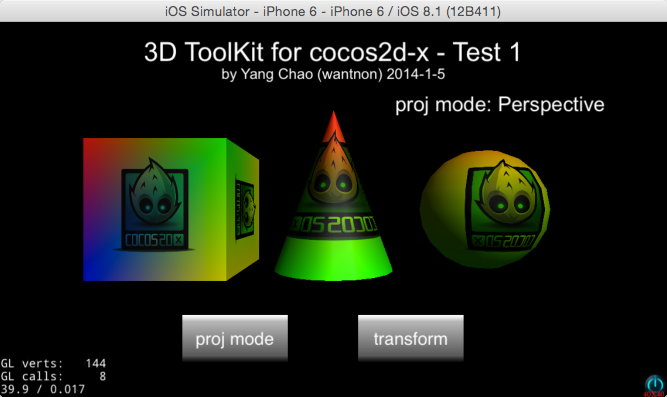 iOS Simulator - iPhone 6 - iPhone 6 / iOS 8.1 (12B411)
3D ToolKit for cocos2d-x - Test 1
by Yang Chao (wantnon) 2014-1-5
proj mode: Perspective
COCOS2D X
proj mode
transform
GL verts: 144
GL calls: 8
39.9 / 0.017